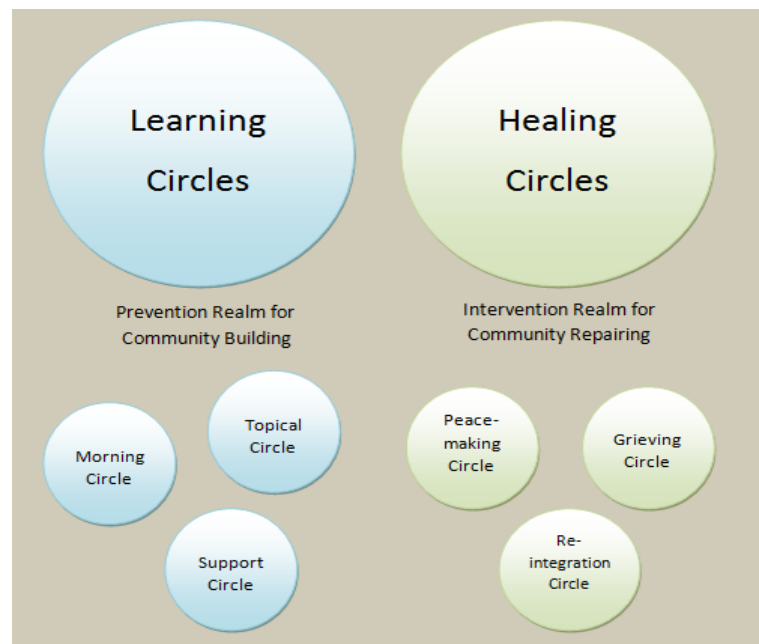 Learning
Circles
Healing
Circles
Prevention Realm for
Community Building
Intervention Realm for
Community Repairing
Morning
Circle
Topical
Circle
Support
Circle
Peace-
making
Circle
Grieving
Circle
Re-
integration
Circle